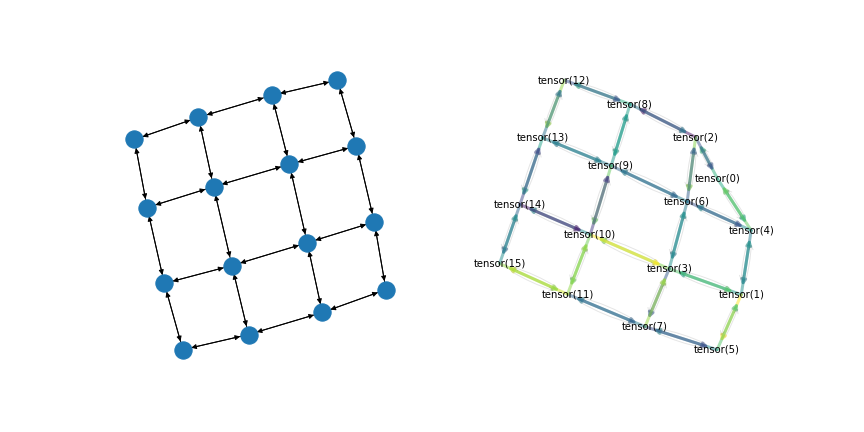 tensor(12)
tensor(8)
tensor(13)
tensor(2)
tensor(9)
tensor(0)
tensor(14)
tensor(6)
tensor(10)
tensor(4)
tensor(15)
tensor(3)
tensor(11)
tensor(1)
tensor(7)
tensor(5)